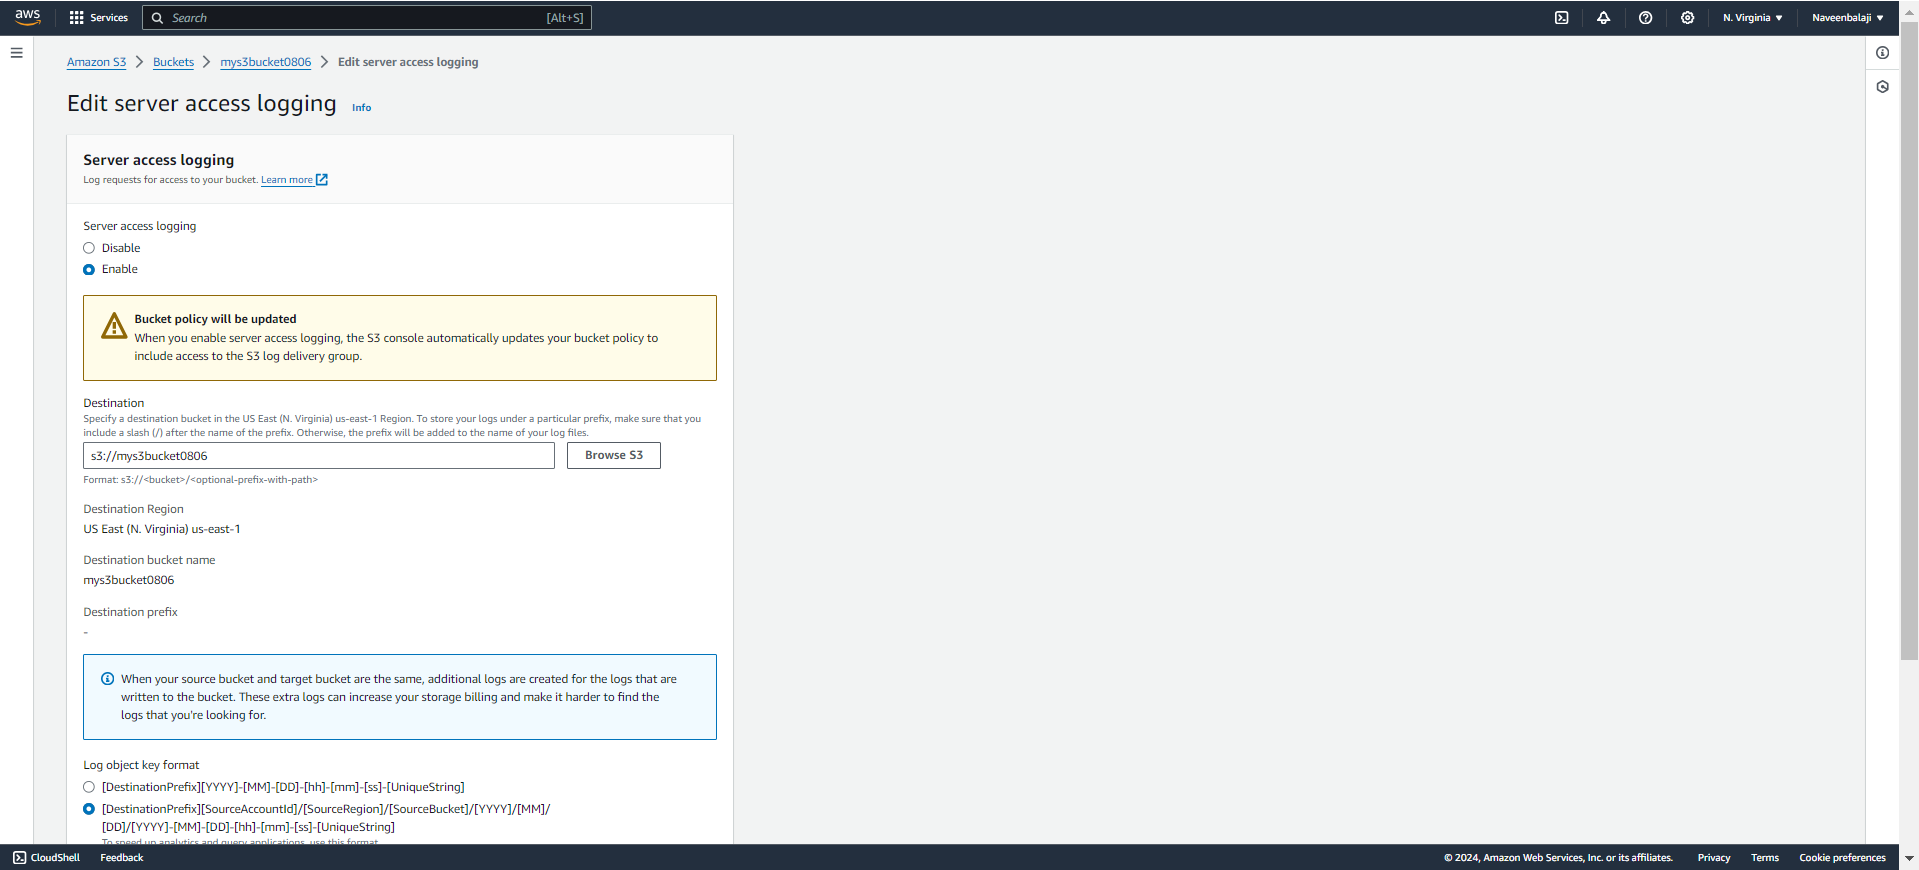 aws Services Search [Alt+S] N. Virginia Naveenbalaji
Amazon S3 Buckets mys3bucket0806 Edit server access logging
Edit server access logging Info
Server access logging
Log requests for access to your bucket. Learn more
Server access logging
Disable
Enable
Bucket policy will be updated
When you enable server access logging, the S3 console automatically updates your bucket policy to
include access to the S3 log delivery group.
Destination
Specify a destination bucket in the US East (N. Virginia) us-east-1 Region. To store your logs under a particular prefix, make sure that you
include a slash (/) after the name of the prefix. Otherwise, the prefix will be added to the name of your log files.
s3://mys3bucket0806 Browse S3
Format: s3://<bucket>/<optional-prefix-with-path>
Destination Region
US East (N. Virginia) us-east-1
Destination bucket name
mys3bucket0806
Destination prefix
-
When your source bucket and target bucket are the same, additional logs are created for the logs that are
written to the bucket. These extra logs can increase your storage billing and make it harder to find the
logs that you're looking for.
Log object key format
[DestinationPrefix][YYYY]-[MM]-[DD]-[hh]-[mm]-[ss]-[UniqueString]
[DestinationPrefix][SourceAccountId]/[SourceRegion]/[SourceBucket]/[YYYY]/[MM]/
[DD]/[YYYY]-[MM]-[DD]-[hh]-[mm]-[ss]-[UniqueString]
To speed up analytics and query applications, use this format.
CloudShell Feedback © 2024, Amazon Web Services, Inc. or its affiliates. Privacy Terms Cookie preferences